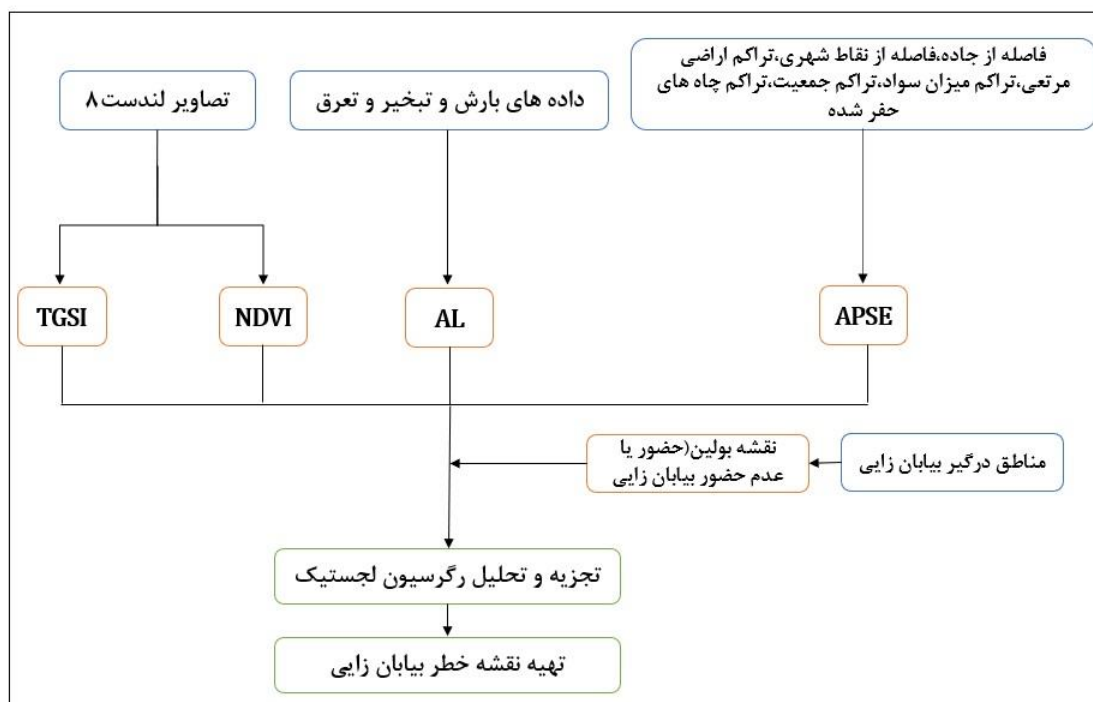 فاصله از جاده،فاصله از نقاط شهری،تراکم اراضی
مرتعی،تراکم میزان سواد،تراکم جمعیت،تراکم چاه های
حفر شده
داده های بارش و تبخیر و تعرق
تصاویر لندست۸
APSE
AL
NDVI
TGSI
مناطق درگیر بیابان زایی
نقشه بولین(حضور یا
عدم حضور بیابان زایی
تجزیه و تحلیل رگرسیون لجستیک
تهیه نقشه خطر بیابان زایی